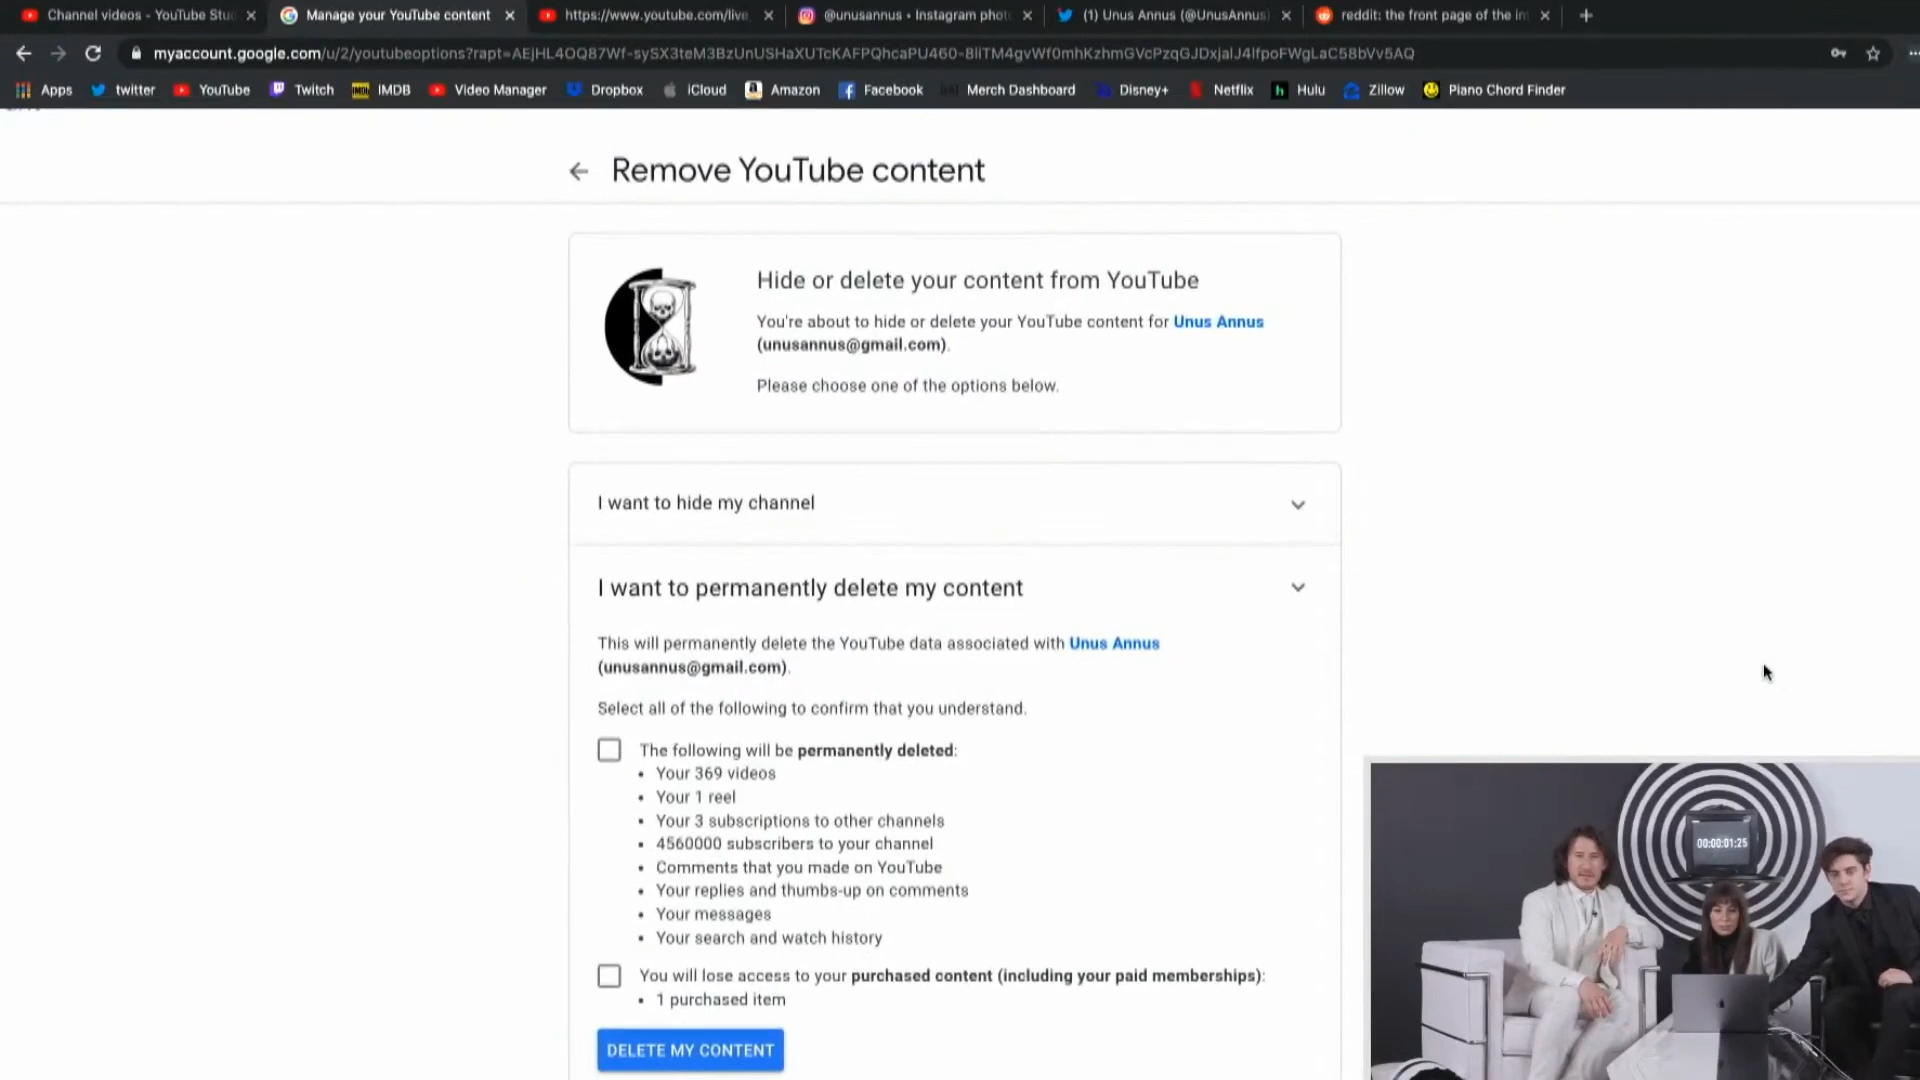 Channel videos - YouTube Stu
Manage your YouTube content
https://www.youtube.com/live
@unusannus • Instagram phot
(1) Unus Annus (@UnusAnnus)
reddit: the front page of the in
myaccount.google.com/u/2/youtubeoptions?rapt=AEjHL4OQ87Wf-sySX3teM3BzUnUSHaXUTcKAFPQhcaPU460-8IiTM4gvWf0mhKzhmGVcPzqGJDxjaIJ4IfpoFWgLaC58bVv5AQ
Apps
twitter
YouTube
Twitch
IMDB
Video Manager
Dropbox
iCloud
Amazon
Facebook
Merch Dashboard
Disney+
Netflix
Hulu
Zillow
Piano Chord Finder
Remove YouTube content
Hide or delete your content from YouTube
You're about to hide or delete your YouTube content for Unus Annus
(unusannus@gmail.com).
Please choose one of the options below.
I want to hide my channel
I want to permanently delete my content
This will permanently delete the YouTube data associated with Unus Annus
(unusannus@gmail.com).
Select all of the following to confirm that you understand.
The following will be permanently deleted:
• Your 369 videos
• Your 1 reel
• Your 3 subscriptions to other channels
• 4560000 subscribers to your channel
• Comments that you made on YouTube
• Your replies and thumbs-up on comments
• Your messages
• Your search and watch history
You will lose access to your purchased content (including your paid memberships):
• 1 purchased item
DELETE MY CONTENT
00:00:01:25